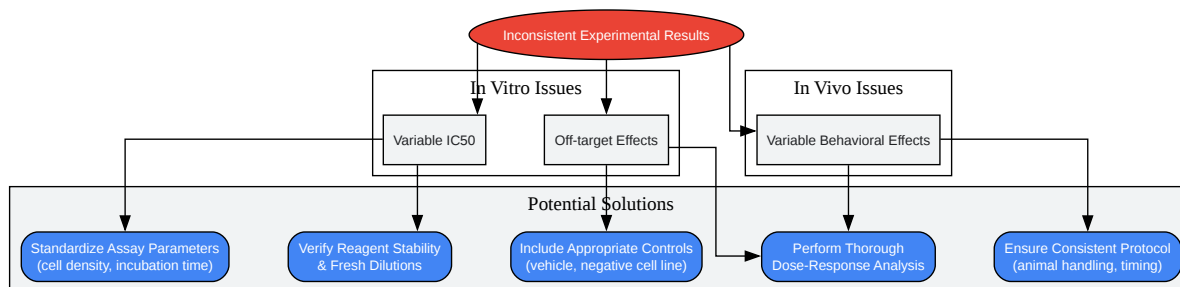 Inconsistent Experimental Results
In Vitro Issues
In Vivo Issues
Variable IC50
Off-target Effects
Variable Behavioral Effects
Potential Solutions
Standardize Assay Parameters
(cell density, incubation time)
Verify Reagent Stability
& Fresh Dilutions
Include Appropriate Controls
(vehicle, negative cell line)
Perform Thorough
Dose-Response Analysis
Ensure Consistent Protocol
(animal handling, timing)